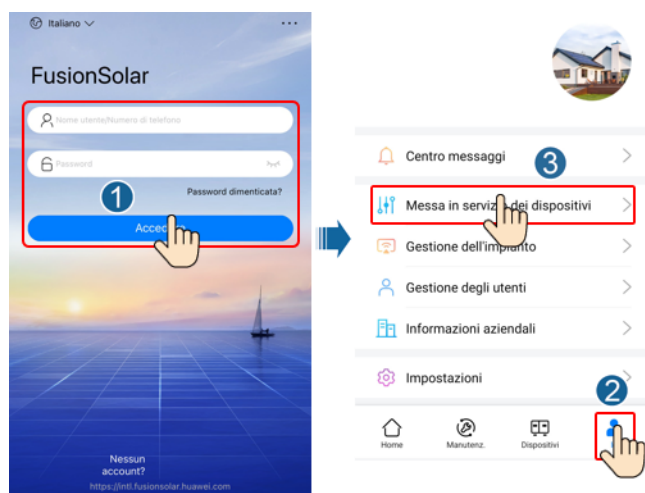 Italiano
FusionSolar
Nome utente/Numero di telefono
Password
1
Password dimenticata?
Nessun
account?
https://intl.fusionsolar.huawei.com
Centro messaggi
3
Messa in servizio dei dispositivi
Gestione dell'impianto
Gestione degli utenti
Informazioni aziendali
Impostazioni
2
Home
Manutenz.
Dispositivi